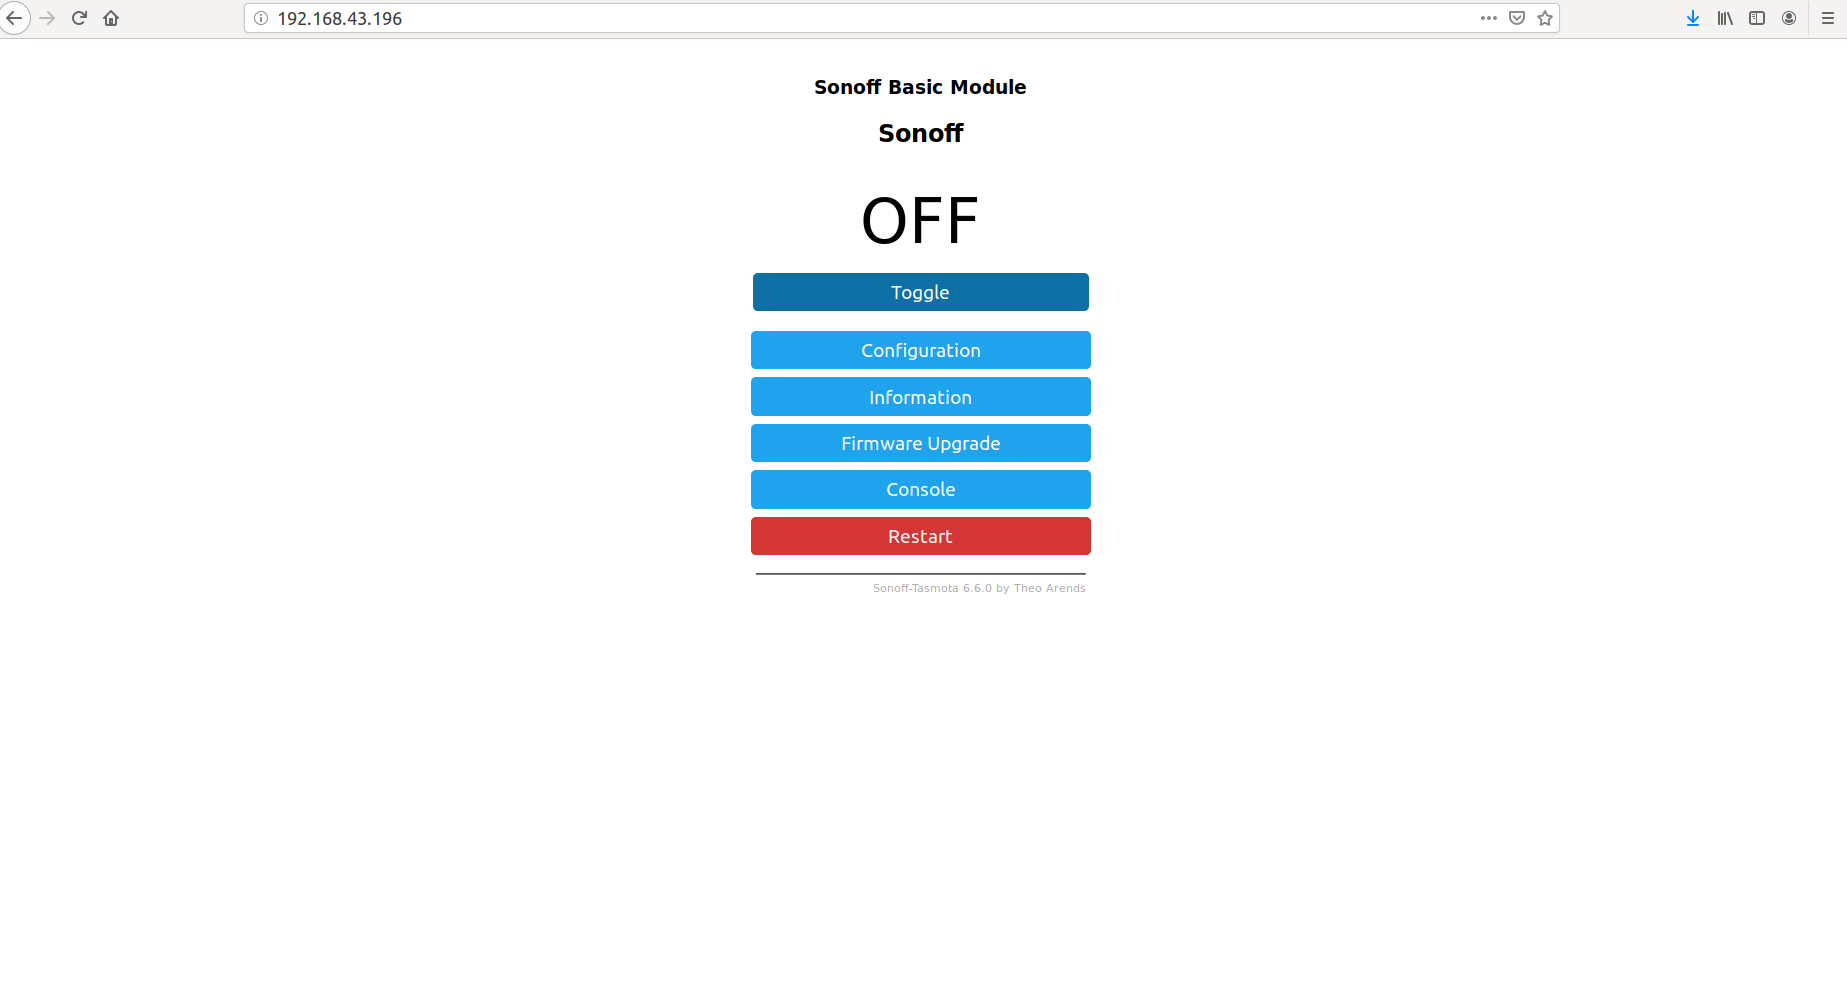 192.168.43.196
Sonoff Basic Module
Sonoff
OFF
Toggle
Configuration
Information
Firmware Upgrade
Console
Restart
Sonoff-Tasmota 6.6.0 by Theo Arends